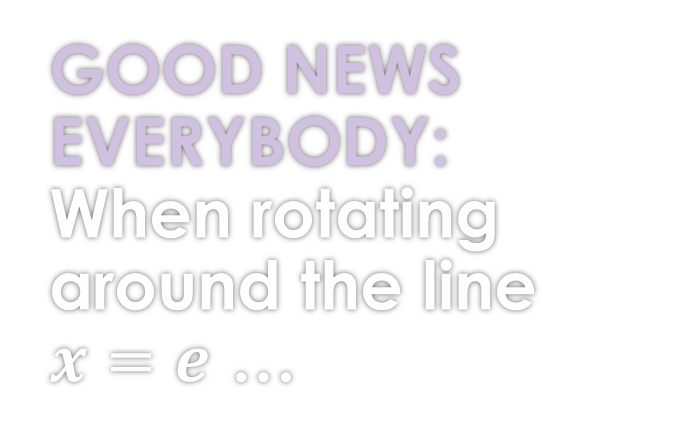 GOOD NEWS
EVERYBODY:
When rotating
around the line
𝑥 = 𝑒 …